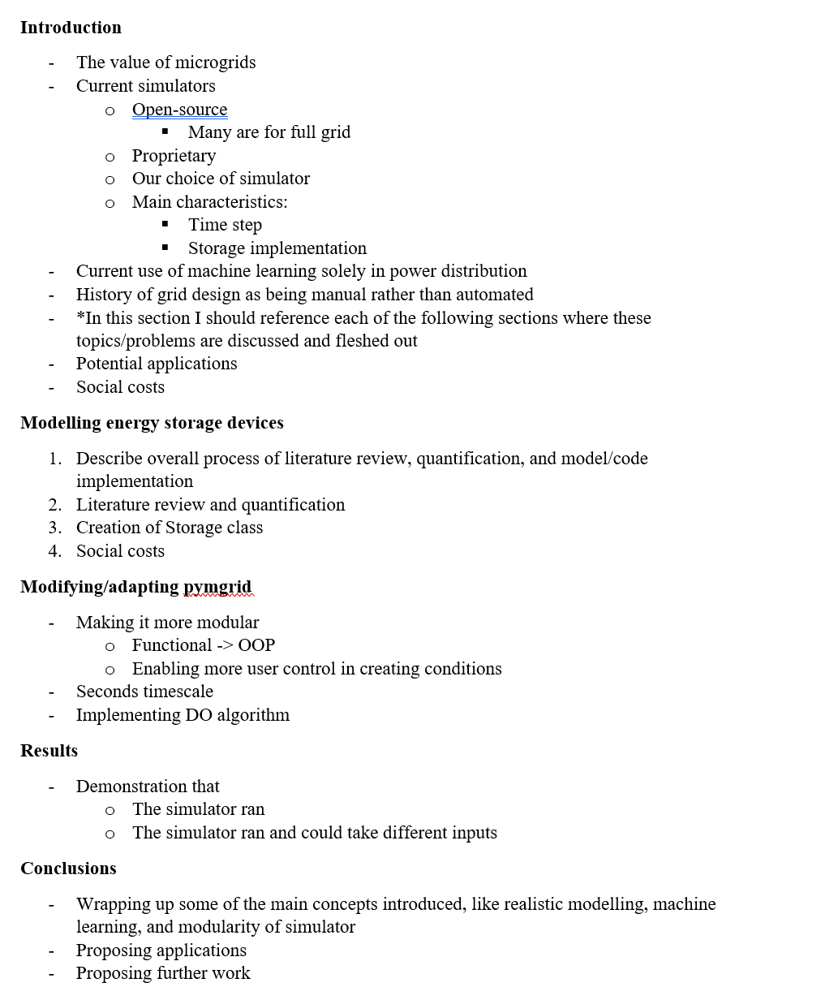 Introduction
- The value of microgrids
- Current simulators
o Open-source
▪ Many are for full grid
o Proprietary
o Our choice of simulator
o Main characteristics:
▪ Time step
▪ Storage implementation
- Current use of machine learning solely in power distribution
- History of grid design as being manual rather than automated
- *In this section I should reference each of the following sections where these
topics/problems are discussed and fleshed out
- Potential applications
- Social costs
Modelling energy storage devices
1. Describe overall process of literature review, quantification, and model/code
implementation
2. Literature review and quantification
3. Creation of Storage class
4. Social costs
Modifying/adapting pymgrid
- Making it more modular
o Functional -> OOP
o Enabling more user control in creating conditions
- Seconds timescale
- Implementing DO algorithm
Results
- Demonstration that
o The simulator ran
o The simulator ran and could take different inputs
Conclusions
- Wrapping up some of the main concepts introduced, like realistic modelling, machine
learning, and modularity of simulator
- Proposing applications
- Proposing further work